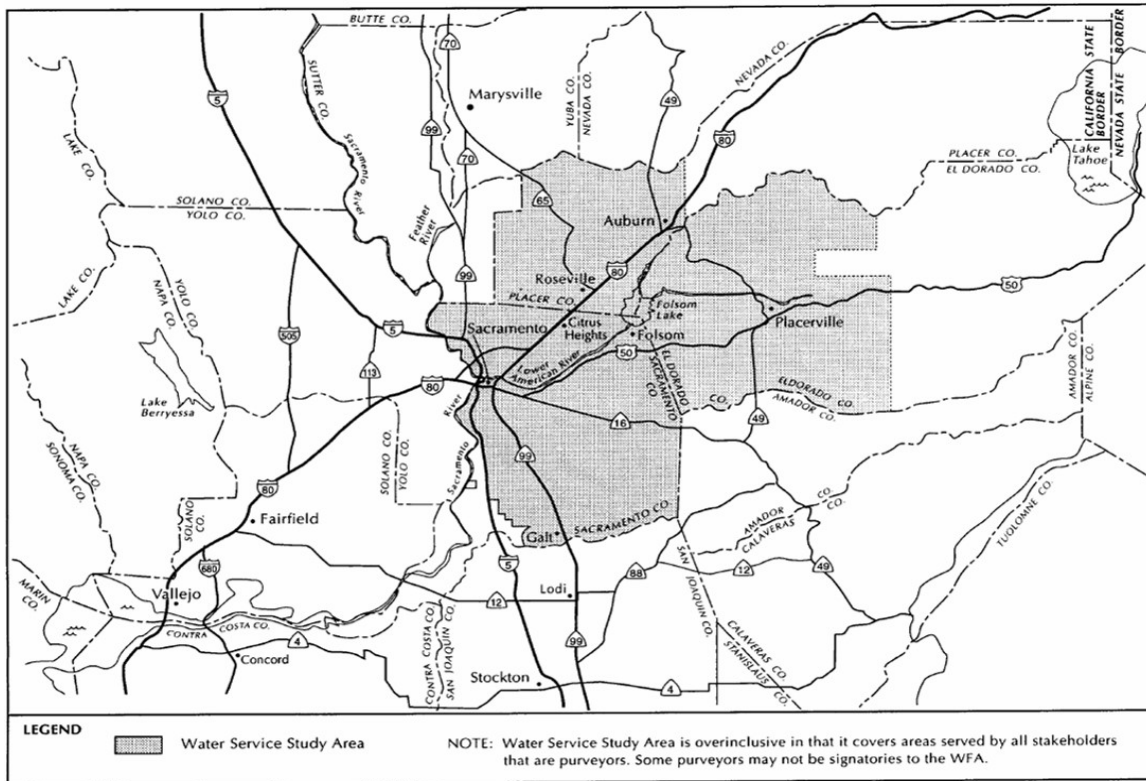 BUTTE CO.
SUTTER CO.
YUBA CO.
NEVADA CO.
NEVADA CO.
CALIFORNIA STATE
BORDER
NEVADA STATE BORDER
5
70
99
70
49
80
Marysville
Lake
Tahoe
LAKE CO.
Sacramento River
PLACER CO.
EL DORADO CO.
SOLANO CO.
YOLO CO.
65
Auburn
Feather
River
99
80
Roseville
LAKE CO.
YOLO CO.
NAPA CO.
50
PLACER CO.
Folsom
Lake
Sacramento
Citrus
Heights
Folsom
Placerville
505
5
113
Lower
American River
50
EL DORADO
SACRAMENTO
CO.
80
Lake
Berryessa
AMADOR CO.
ALPINE CO.
ELDORADO CO.
CO.
AMADOR CO.
49
16
River
Sacramento
99
NAPA CO.
SONOMA CO.
SOLANO CO.
YOLO CO.
80
SOLANO
CO.
Fairfield
SACRAMENTO CO.
Galt
AMADOR
CALAVERAS
CO.
TUOLOMNE CO.
680
5
88
12
49
SAN
JOAQUIN CO.
MARIN
CO.
Vallejo
12
Lodi
CONTRA
COSTA CO.
4
Concord
CONTRA COSTA CO.
SAN JOAQUIN CO.
99
CALAVERAS CO.
STANISLAUS CO.
Stockton
4
LEGEND
Water Service Study Area
NOTE: Water Service Study Area is overinclusive in that it covers areas served by all stakeholders
that are purveyors. Some purveyors may not be signatories to the WFA.